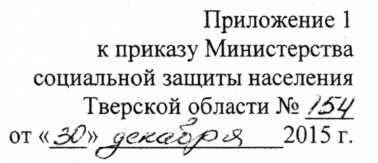 Приложение 1
к приказу Министерства
социальной защиты населения
Тверской области № 154
от «30» декабря 2015 г.